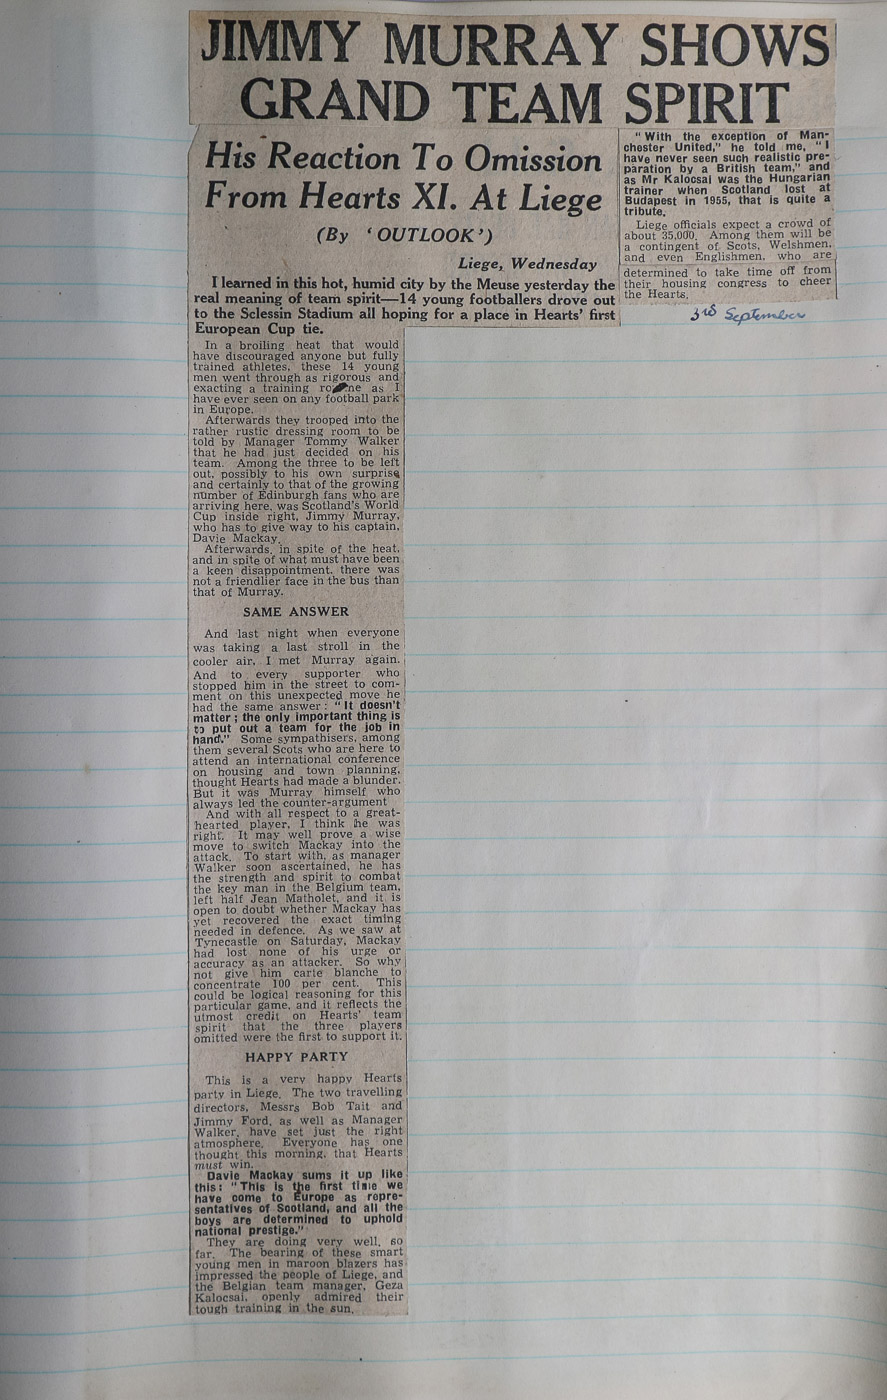 JIMMY MURRAY SHOWS
GRAND TEAM SPIRIT
His Reaction To Omission
From Hearts XI. At Liege
(By 'OUTLOOK')
Liege, Wednesday
I learned in this hot, humid city by the Meuse yesterday the
real meaning of team spirit—14 young footballers drove out
to the Sclessin Stadium all hoping for a place in Hearts' first
European Cup tie.
In a broiling heat that would
have discouraged anyone but fully
trained athletes, these 14 young
men went through as rigorous and
exacting a training ro ne as I
have ever seen on any football park
in Europe.
Afterwards they trooped into the
rather rustic dressing room to be
told by Manager Tommy Walker
that he had just decided on his
team. Among the three to be left
out, possibly to his own surprise
and certainly to that of the growing
number of Edinburgh fans who are
arriving here, was Scotland's World
Cup inside right, Jimmy Murray,
who has to give way to his captain,
Davie Mackay.
Afterwards, in spite of the heat,
and in spite of what must have been
a keen disappointment, there was
not a friendlier face in the bus than
that of Murray.
SAME ANSWER
And last night when everyone
was taking a last stroll in the
cooler air, I met Murray again.
And to every supporter who
stopped him in the street to com-
ment on this unexpected move he
had the same answer: "It doesn't
matter; the only important thing is
to put out a team for the job in
hand." Some sympathisers, among
them several Scots who are here to
attend an international conference
on housing and town planning,
thought Hearts had made a blunder.
But it was Murray himself who
always led the counter-argument
And with all respect to a great-
hearted player, I think he was
right. It may well prove a wise
move to switch Mackay into the
attack. To start with, as manager
Walker soon ascertained, he has
the strength and spirit to combat
the key man in the Belgium team,
left half Jean Matholet, and it is
open to doubt whether Mackay has
yet recovered the exact timing
needed in defence. As we saw at
Tynecastle on Saturday, Mackay
had lost none of his urge or
accuracy as an attacker. So why
not give him carte blanche to
concentrate 100 per cent. This
could be logical reasoning for this
particular game, and it reflects the
utmost credit on Hearts' team
spirit that the three players
omitted were the first to support it.
HAPPY PARTY
This is a very happy Hearts
party in Liege. The two travelling
directors, Messrs Bob Tait and
Jimmy Ford, as well as Manager
Walker, have set just the right
atmosphere. Everyone has one
thought this morning, that Hearts
must win.
Davie Mackay sums it up like
this: "This is the first time we
have come to Europe as repre-
sentatives of Scotland, and all the
boys are determined to uphold
national prestige."
They are doing very well, so
far. The bearing of these smart
young men in maroon blazers has
impressed the people of Liege, and
the Belgian team manager, Geza
Kalocsai, openly admired their
tough training in the sun.
"With the exception of Man-
chester United," he told me, "I
have never seen such realistic pre-
paration by a British team," and
as Mr Kalocsai was the Hungarian
trainer when Scotland lost at
Budapest in 1955, that is quite a
tribute.
Liege officials expect a crowd of
about 35,000. Among them will be
a contingent of Scots, Welshmen,
and even Englishmen, who are
determined to take time off from
their housing congress to cheer
the Hearts.
3rd September